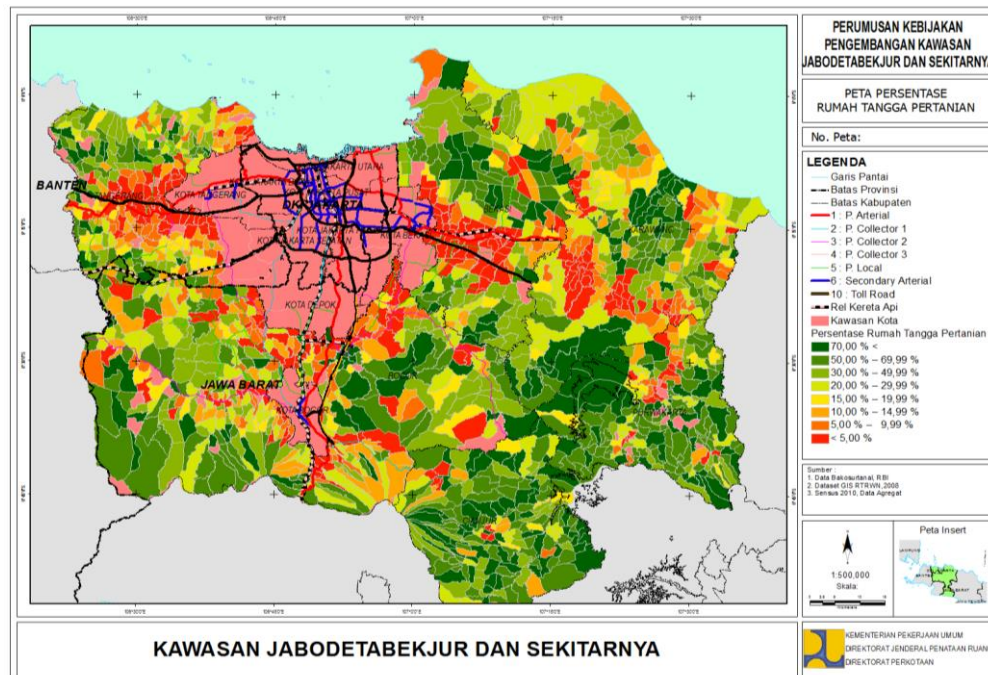 PERUMUSAN KEBIJAKAN
PENGEMBANGAN KAWASAN
JABODETABEKJUR DAN SEKITARNYA
PETA PERSENTASE
RUMAH TANGGA PERTANIAN
No. Peta:
LEGENDA
Garis Pantai
Batas Provinsi
Batas Kabupaten
1 : P. Arterial
2 : P. Collector 1
3 : P. Collector 2
4 : P. Collector 3
5 : P. Local
6 : Secondary Arterial
10 : Toll Road
Rel Kereta Api
Kawasan Kota
Persentase Rumah Tangga Pertanian
70,00 % <
50,00 % – 69,99 %
30,00 % – 49,99 %
20,00 % – 29,99 %
15,00 % – 19,99 %
10,00 % – 14,99 %
5,00 % – 9,99 %
< 5,00 %
Sumber :
1. Data Bakosurtanal, RBI
2. Dataset GIS RTRWN, 2008
3. Sensus 2010, Data Agregat
1:500,000
Skala:
Peta Insert
BANTEN
KOTA TANGERANG
KOTA DEPOK
JAWA BARAT
KOTA BOGOR
KAWASAN JABODETABEKJUR DAN SEKITARNYA
KEMENTERIAN PEKERJAAN UMUM
DIREKTORAT JENDERAL PENATAAN RUANG
DIREKTORAT PERKOTAAN